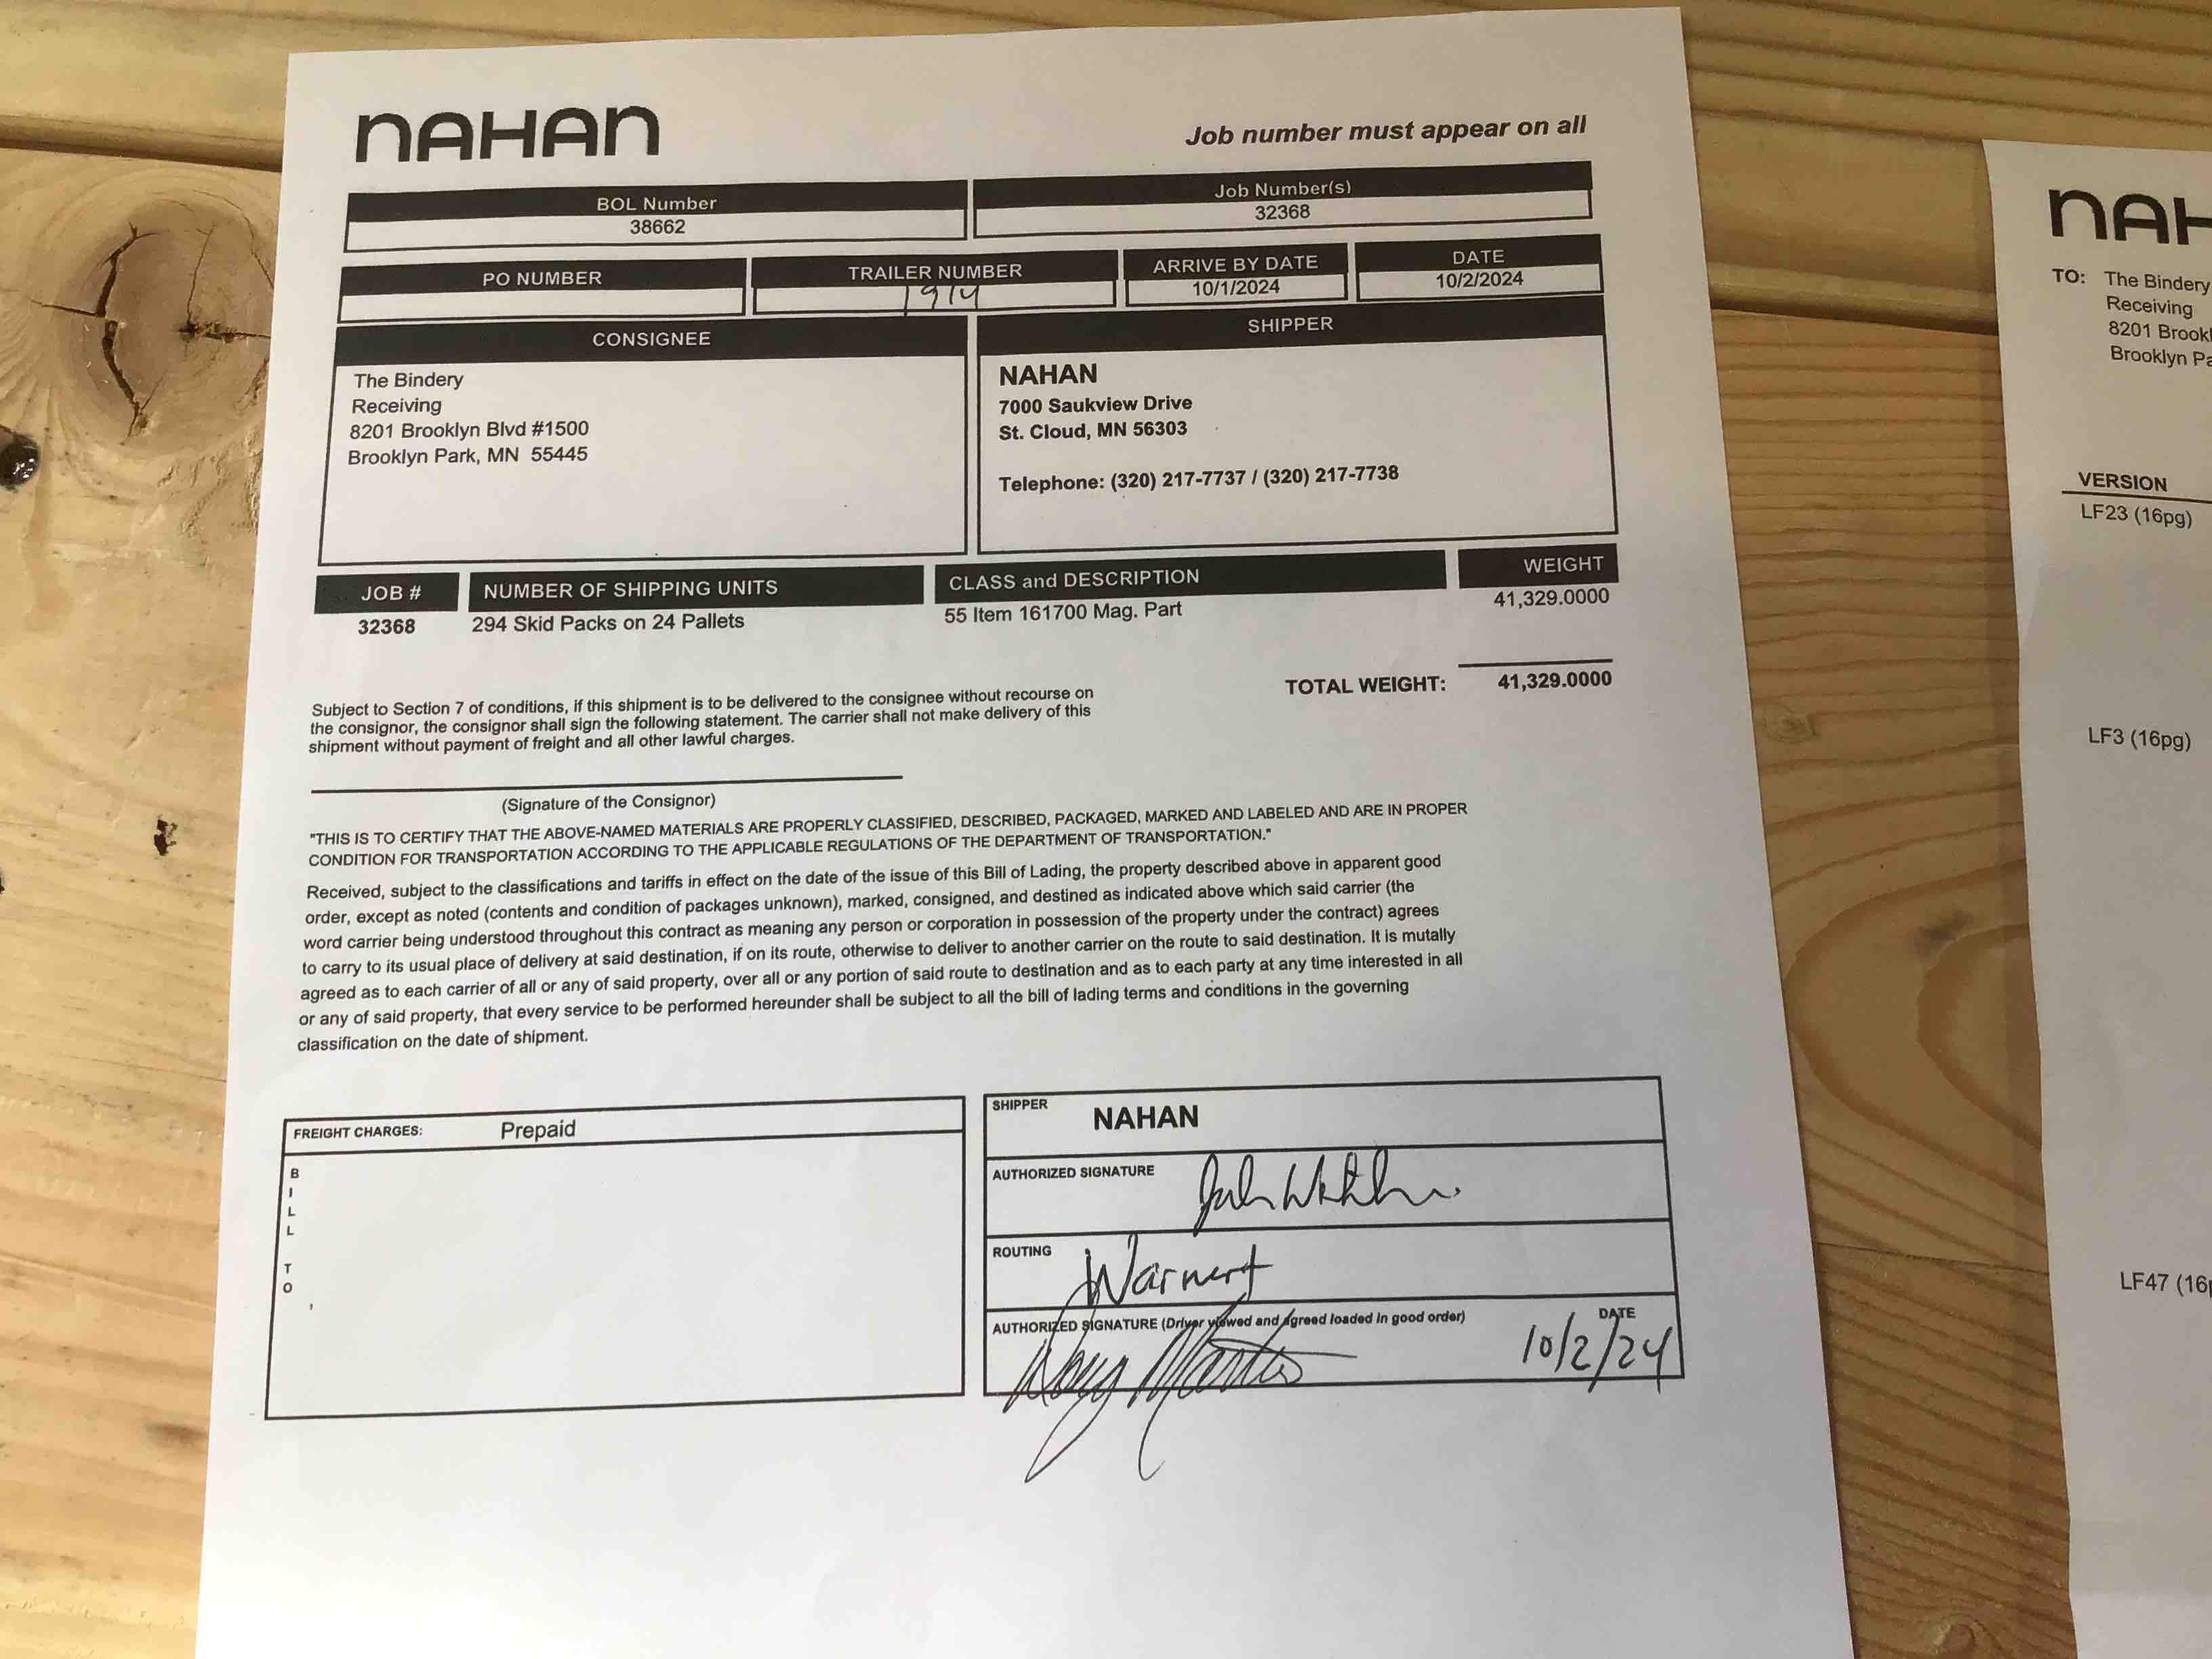 NAHAN
Job number must appear on all
BOL Number
38662
Job Number(s)
32368
PO NUMBER
TRAILER NUMBER
1914
ARRIVE BY DATE
10/1/2024
DATE
10/2/2024
CONSIGNEE
The Bindery
Receiving
8201 Brooklyn Blvd #1500
Brooklyn Park, MN 55445
SHIPPER
NAHAN
7000 Saukview Drive
St. Cloud, MN 56303
Telephone: (320) 217-7737 / (320) 217-7738
JOB # NUMBER OF SHIPPING UNITS CLASS and DESCRIPTION WEIGHT
32368 294 Skid Packs on 24 Pallets 55 Item 161700 Mag. Part 41,329.0000
TOTAL WEIGHT: 41,329.0000
Subject to Section 7 of conditions, if this shipment is to be delivered to the consignee without recourse on
the consignor, the consignor shall sign the following statement. The carrier shall not make delivery of this
shipment without payment of freight and all other lawful charges.
(Signature of the Consignor)
"THIS IS TO CERTIFY THAT THE ABOVE-NAMED MATERIALS ARE PROPERLY CLASSIFIED, DESCRIBED, PACKAGED, MARKED AND LABELED AND ARE IN PROPER
CONDITION FOR TRANSPORTATION ACCORDING TO THE APPLICABLE REGULATIONS OF THE DEPARTMENT OF TRANSPORTATION."
Received, subject to the classifications and tariffs in effect on the date of the issue of this Bill of Lading, the property described above in apparent good
order, except as noted (contents and condition of packages unknown), marked, consigned, and destined as indicated above which said carrier (the
word carrier being understood throughout this contract as meaning any person or corporation in possession of the property under the contract) agrees
to carry to its usual place of delivery at said destination, if on its route, otherwise to deliver to another carrier on the route to said destination. It is mutally
agreed as to each carrier of all or any of said property, over all or any portion of said route to destination and as to each party at any time interested in all
or any of said property, that every service to be performed hereunder shall be subject to all the bill of lading terms and conditions in the governing
classification on the date of shipment.
FREIGHT CHARGES: Prepaid
BILL TO
,
SHIPPER
NAHAN
AUTHORIZED SIGNATURE
ROUTING
Warnert
AUTHORIZED SIGNATURE (Driver viewed and agreed loaded in good order)
DATE
10/2/24
NAH
TO: The Bindery
Receiving
8201 Brookl
Brooklyn Pa
VERSION
LF23 (16pg)
LF3 (16pg)
LF47 (16p